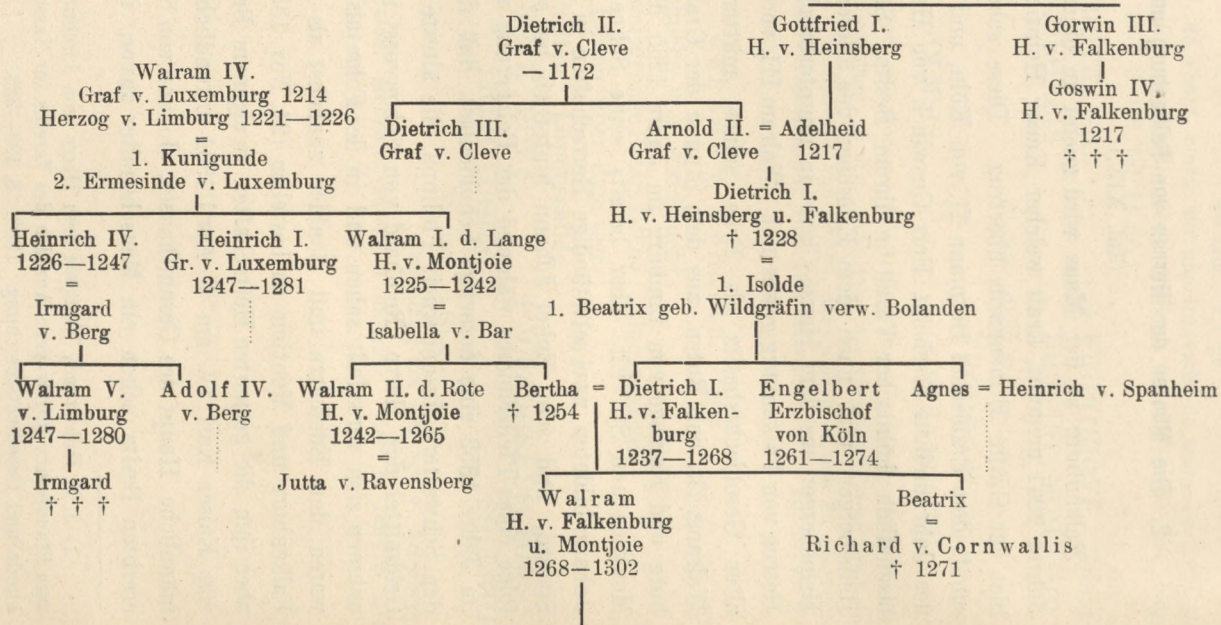 Dietrich II.
Graf v. Cleve
— 1172
Gottfried I.
H. v. Heinsberg
Gorwin III.
H. v. Falkenburg
Goswin IV.
H. v. Falkenburg
1217
† † †
Walram IV.
Graf v. Luxemburg 1214
Herzog v. Limburg 1221—1226
=
1. Kunigunde
2. Ermesinde v. Luxemburg
Dietrich III.
Graf v. Cleve
Arnold II. = Adelheid
Graf v. Cleve 1217
Dietrich I.
H. v. Heinsberg u. Falkenburg
† 1228
=
1. Isolde
1. Beatrix geb. Wildgräfin verw. Bolanden
Heinrich IV.
1226—1247
=
Irmgard
v. Berg
Heinrich I.
Gr. v. Luxemburg
1247—1281
Walram I. d. Lange
H. v. Montjoie
1225—1242
=
Isabella v. Bar
Walram V.
v. Limburg
1247—1280
Irmgard
† † †
Adolf IV.
v. Berg
Walram II. d. Rote
H. v. Montjoie
1242—1265
=
Jutta v. Ravensberg
Bertha = Dietrich I.
† 1254
H. v. Falken-
burg
1237—1268
Engelbert
Erzbischof
von Köln
1261—1274
Agnes = Heinrich v. Spanheim
Walram
H. v. Falkenburg
u. Montjoie
1268—1302
Beatrix
=
Richard v. Cornwallis
† 1271